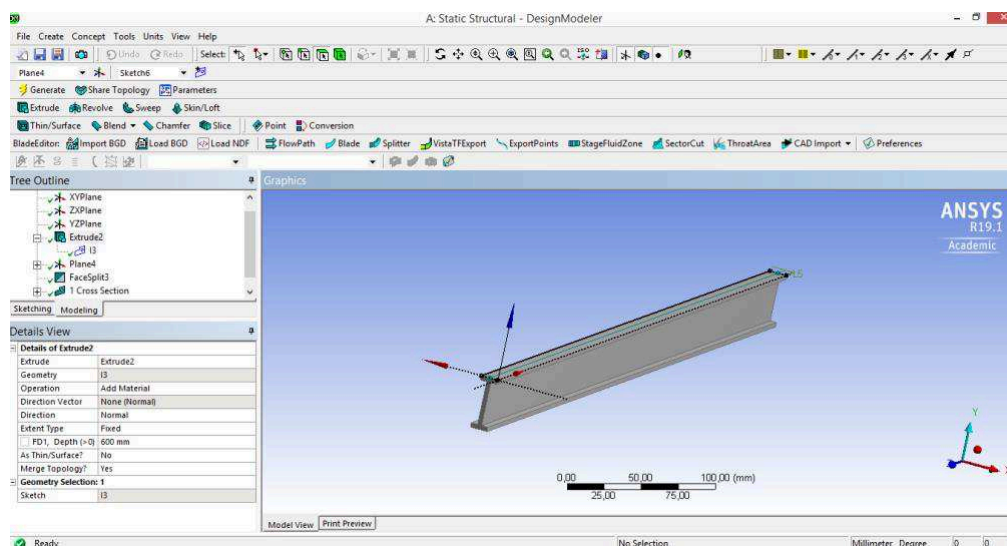 A: Static Structural - DesignModeler
File Create Concept Tools Units View Help
Undo Redo Select:
Plane4 Sketch6
Generate Share Topology Parameters
Extrude Revolve Sweep Skin/Loft
Thin/Surface Blend Chamfer Slice Point Conversion
BladeEditor: Import BGD Load BGD Load NDF FlowPath Blade Splitter VistaTFExport ExportPoints StageFluidZone SectorCut ThroatArea CAD Import Preferences
Tree Outline
Graphics
XYPlane
ZXPlane
YZPlane
Extrude2
I3
Plane4
FaceSplit3
1 Cross Section
Sketching Modeling
Details View
Details of Extrude2
Extrude Extrude2
Geometry I3
Operation Add Material
Direction Vector None (Normal)
Direction Normal
Extent Type Fixed
FD1, Depth (>0) 600 mm
As Thin/Surface? No
Merge Topology? Yes
Geometry Selection: 1
Sketch I3
ANSYS
R19.1
Academic
Y
X
0,00 50,00 100,00 (mm)
25,00 75,00
Model View Print Preview
Ready No Selection Millimeter Degree 0 0